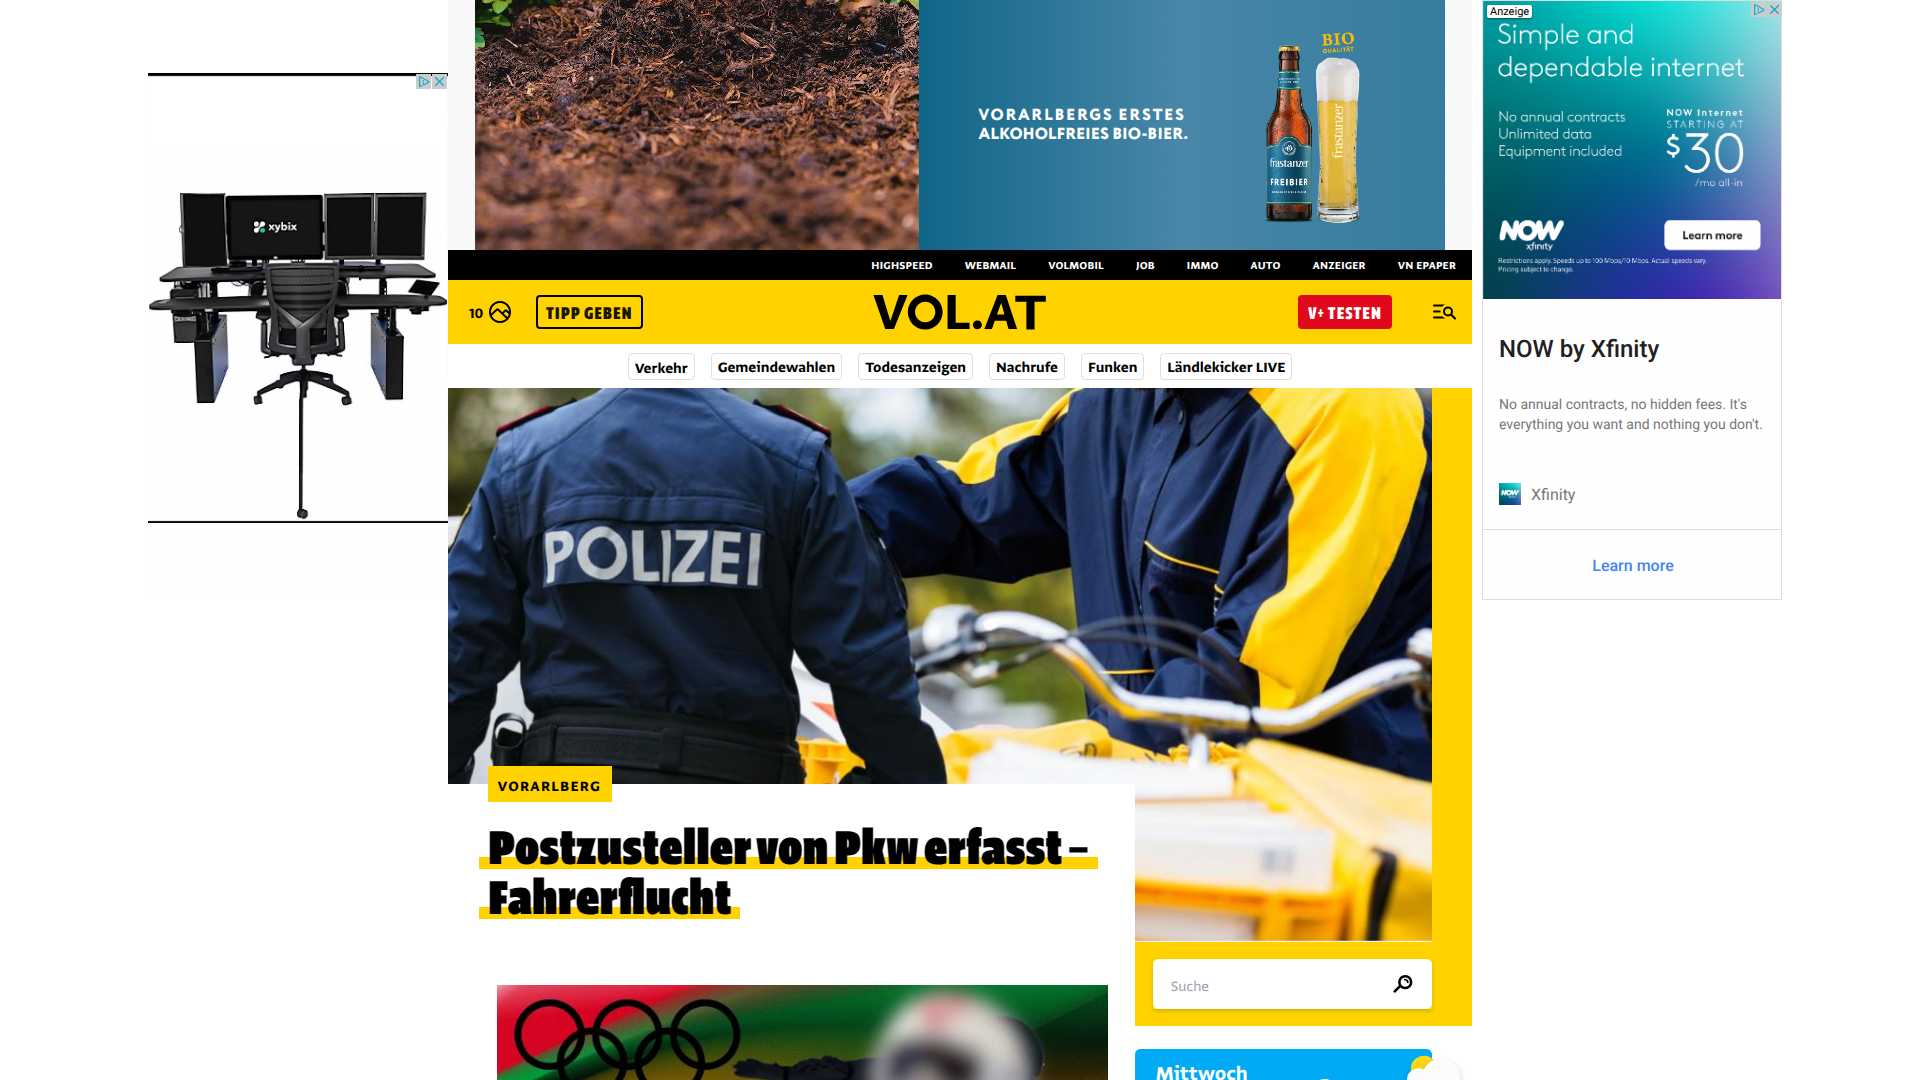 xybix
VORARLBERGS ERSTES
ALKOHOLFREIES BIO-BIER.
BIO
QUALITÄT
frastanzer
FREIBIER
frastanzer
Anzeige
Simple and
dependable internet
No annual contracts
Unlimited data
Equipment included
NOW Internet
STARTING AT
$30
/mo all-in
NOW
xfinity
Learn more
Restrictions apply. Speeds up to 100 Mbps/10 Mbps. Actual speeds vary.
Pricing subject to change.
NOW by Xfinity
No annual contracts, no hidden fees. It's
everything you want and nothing you don't.
NOW
Xfinity
Learn more
HIGHSPEED WEBMAIL VOLMOBIL JOB IMMO AUTO ANZEIGER VN EPAPER
10 TIPP GEBEN VOL.AT V+ TESTEN
Verkehr Gemeindewahlen Todesanzeigen Nachrufe Funken Ländlekicker LIVE
POLIZEI
VORARLBERG
Postzusteller von Pkw erfasst –
Fahrerflucht
Suche
Mittwoch